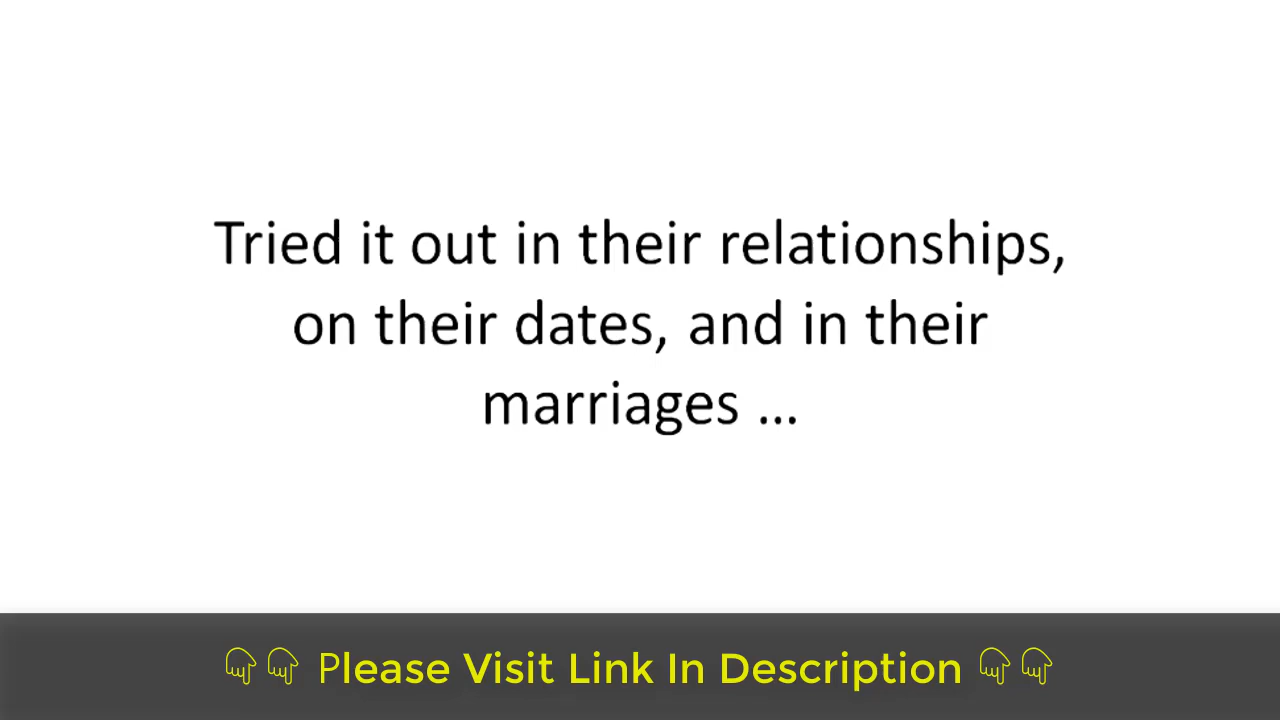 Tried it out in their relationships,
on their dates, and in their
marriages ...
👇👇 Please Visit Link In Description 👇👇